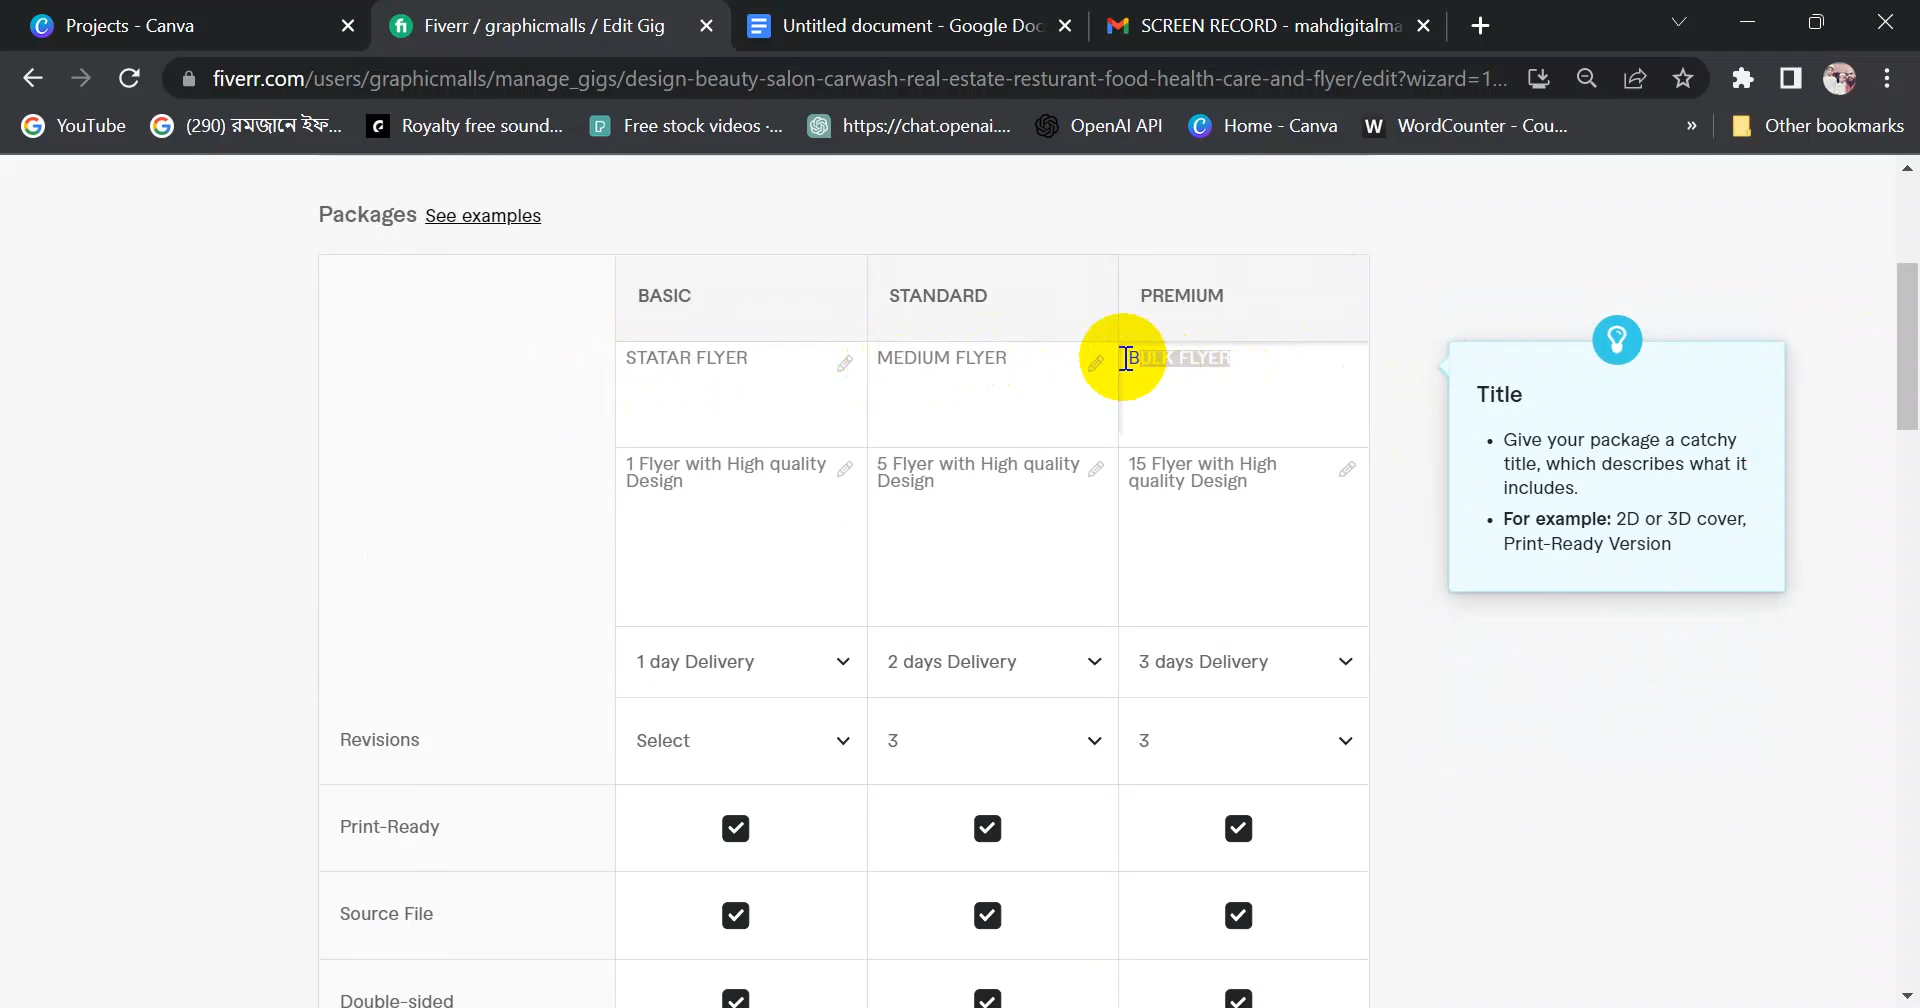 Projects - Canva
Fiverr / graphicmalls / Edit Gig
Untitled document - Google Doc
SCREEN RECORD - mahdigitalma
fiverr.com/users/graphicmalls/manage_gigs/design-beauty-salon-carwash-real-estate-resturant-food-health-care-and-flyer/edit?wizard=1...
YouTube
(290) রমজানে ইফ...
Royalty free sound...
Free stock videos ·...
https://chat.openai....
OpenAI API
Home - Canva
W WordCounter - Cou...
»
Other bookmarks
Packages See examples
BASIC STANDARD PREMIUM
STATAR FLYER MEDIUM FLYER BULK FLYER
1 Flyer with High quality Design
5 Flyer with High quality Design
15 Flyer with High quality Design
1 day Delivery 2 days Delivery 3 days Delivery
Revisions Select 3 3
Print-Ready
Source File
Double-sided
Title
• Give your package a catchy
title, which describes what it
includes.
• For example: 2D or 3D cover,
Print-Ready Version